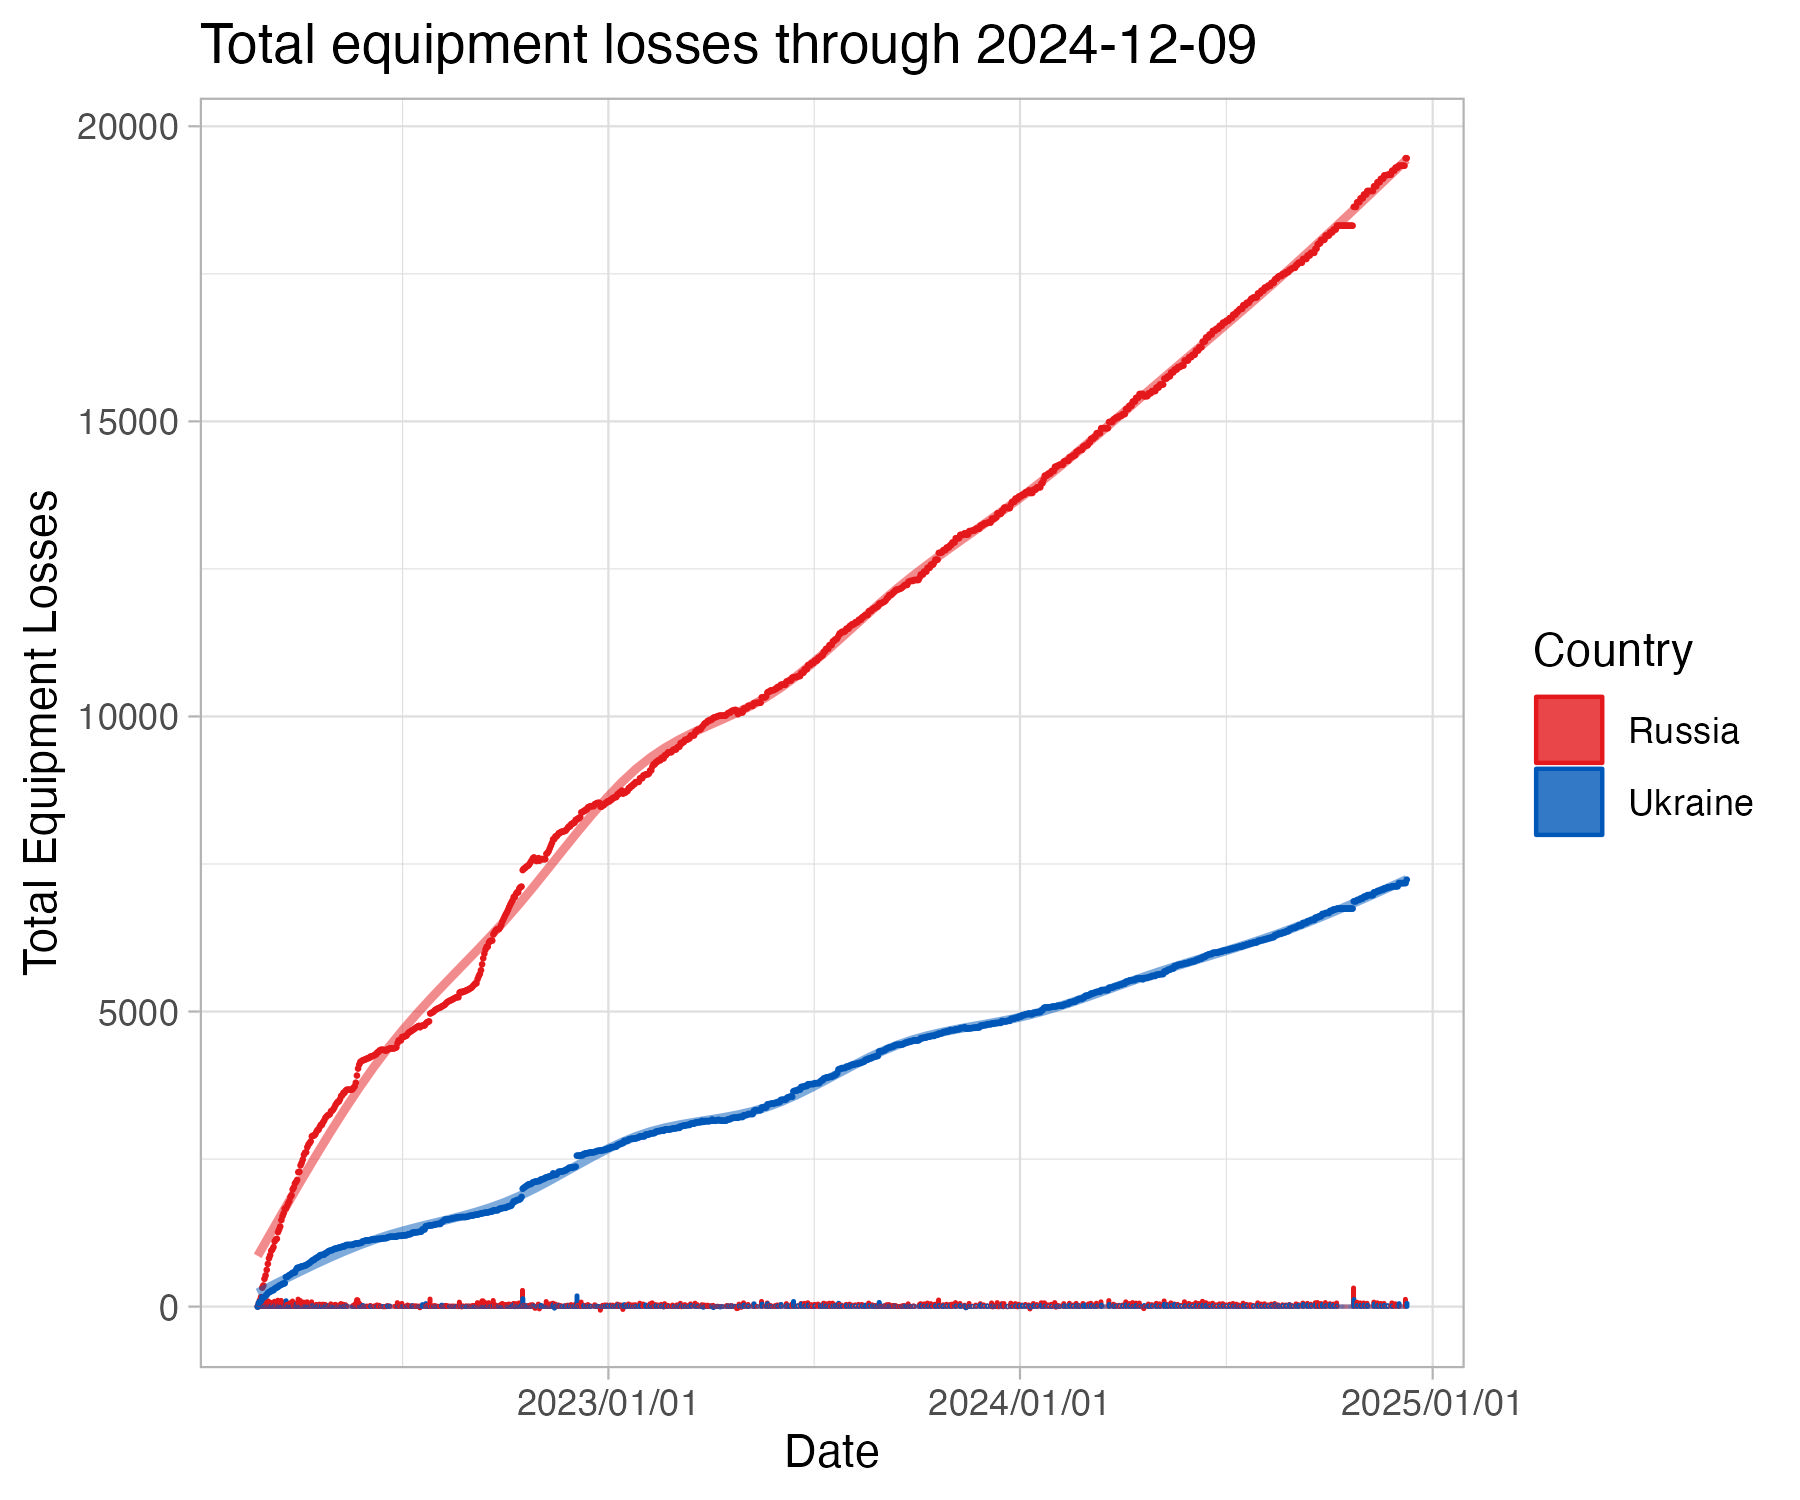 Total equipment losses through 2024-12-09
Total Equipment Losses
20000
15000
10000
5000
0
2023/01/01
2024/01/01
2025/01/01
Date
Country
Russia
Ukraine